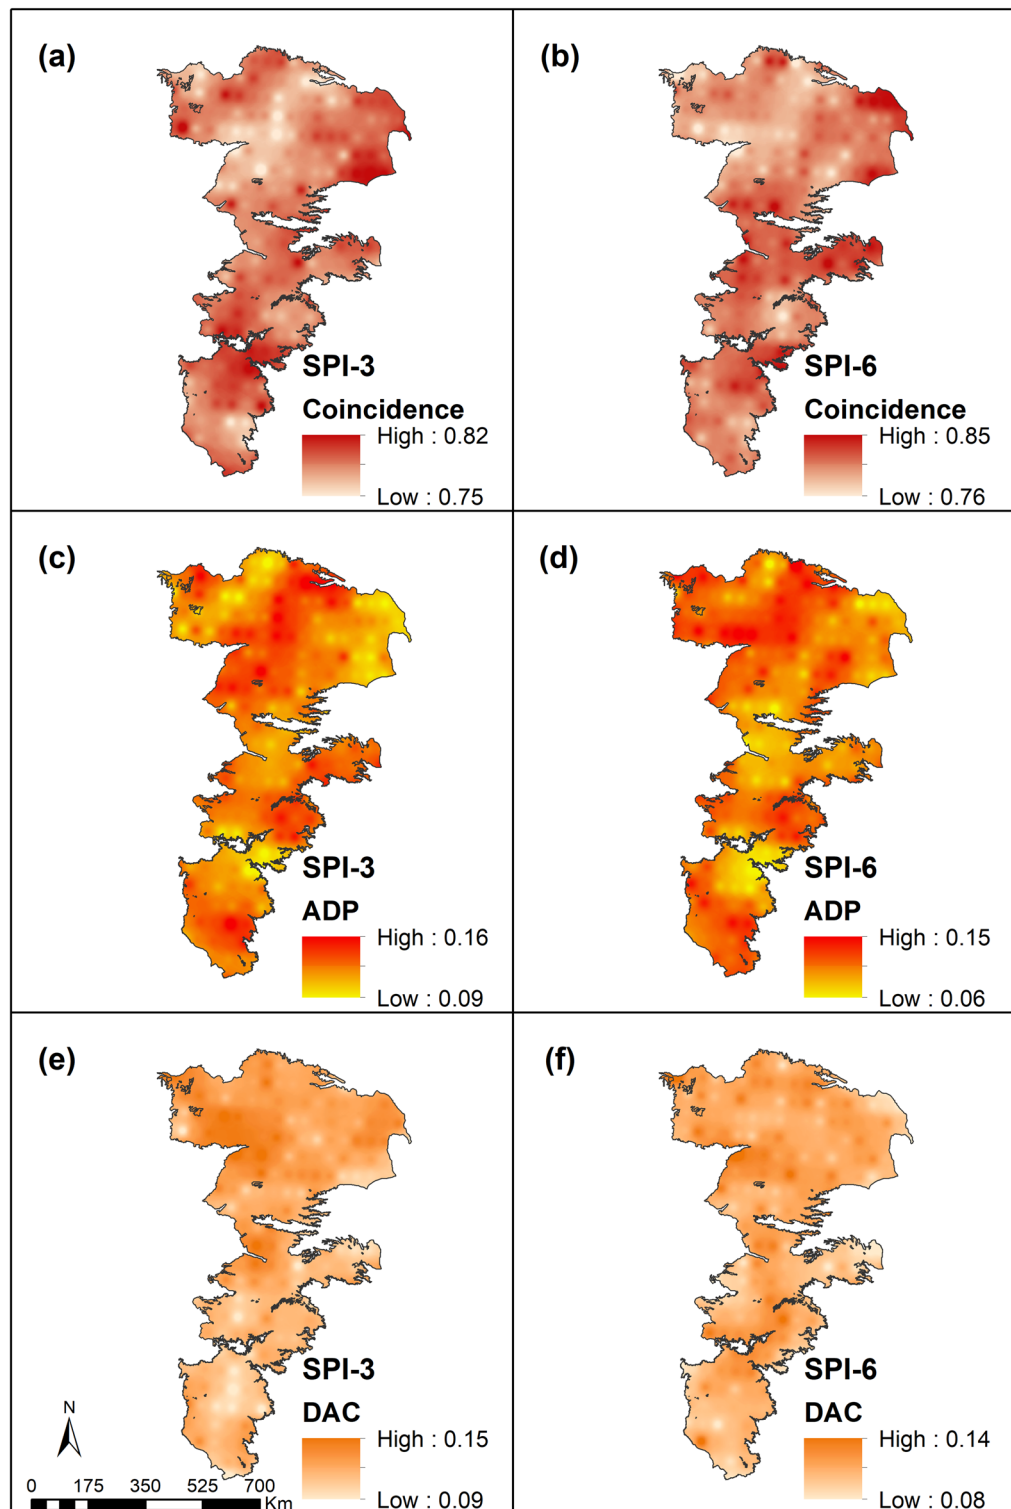 (a)
SPI-3
Coincidence
High : 0.82
Low : 0.75
(b)
SPI-6
Coincidence
High : 0.85
Low : 0.76
(c)
SPI-3
ADP
High : 0.16
Low : 0.09
(d)
SPI-6
ADP
High : 0.15
Low : 0.06
(e)
SPI-3
DAC
High : 0.15
Low : 0.09
N
0 175 350 525 700
Km
(f)
SPI-6
DAC
High : 0.14
Low : 0.08